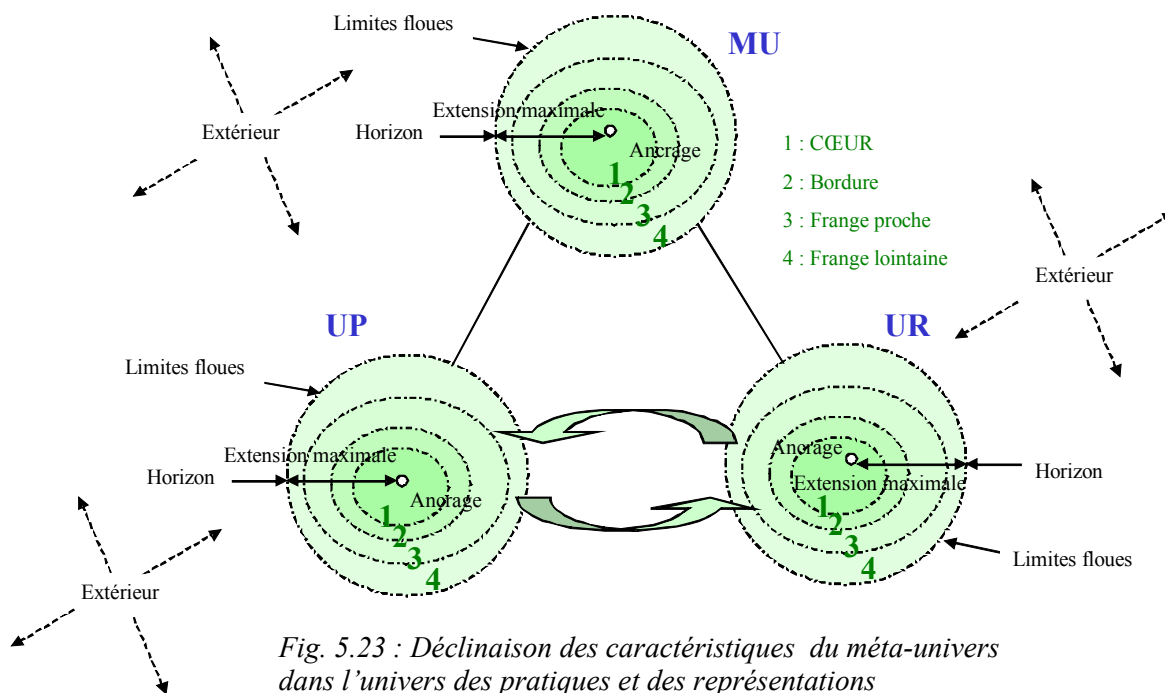 Limites floues
MU
Extension maximale
Extérieur
Horizon
Ancrage
1
2
3
4
1 : CŒUR
2 : Bordure
3 : Frange proche
4 : Frange lointaine
Extérieur
UP
UR
Limites floues
Extension maximale
Horizon
Ancrage
1
2
3
4
Ancrage
Extension maximale
Horizon
1
2
3
4
Limites floues
Extérieur
Fig. 5.23 : Déclinaison des caractéristiques du méta-univers
dans l’univers des pratiques et des représentations